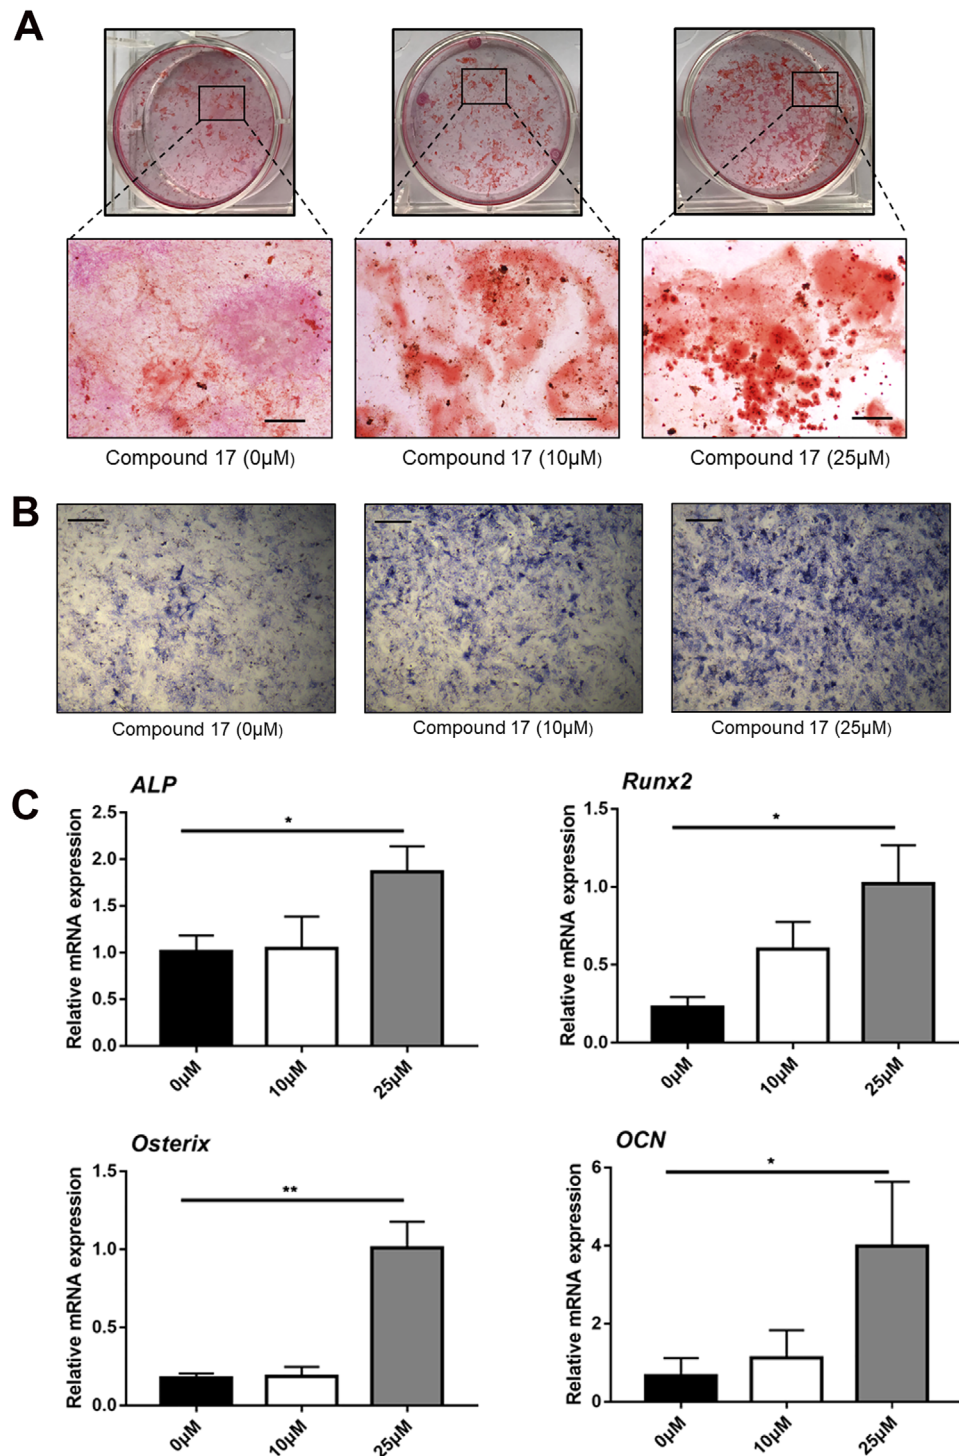 A
Compound 17 (0µM) Compound 17 (10µM) Compound 17 (25µM)
B
Compound 17 (0µM) Compound 17 (10µM) Compound 17 (25µM)
C
ALP
Relative mRNA expression
2.5
2.0
1.5
1.0
0.5
0.0
*
0µM 10µM 25µM
Runx2
Relative mRNA expression
1.5
1.0
0.5
0.0
*
0µM 10µM 25µM
Osterix
Relative mRNA expression
1.5
1.0
0.5
0.0
**
0µM 10µM 25µM
OCN
Relative mRNA expression
6
4
2
0
*
0µM 10µM 25µM